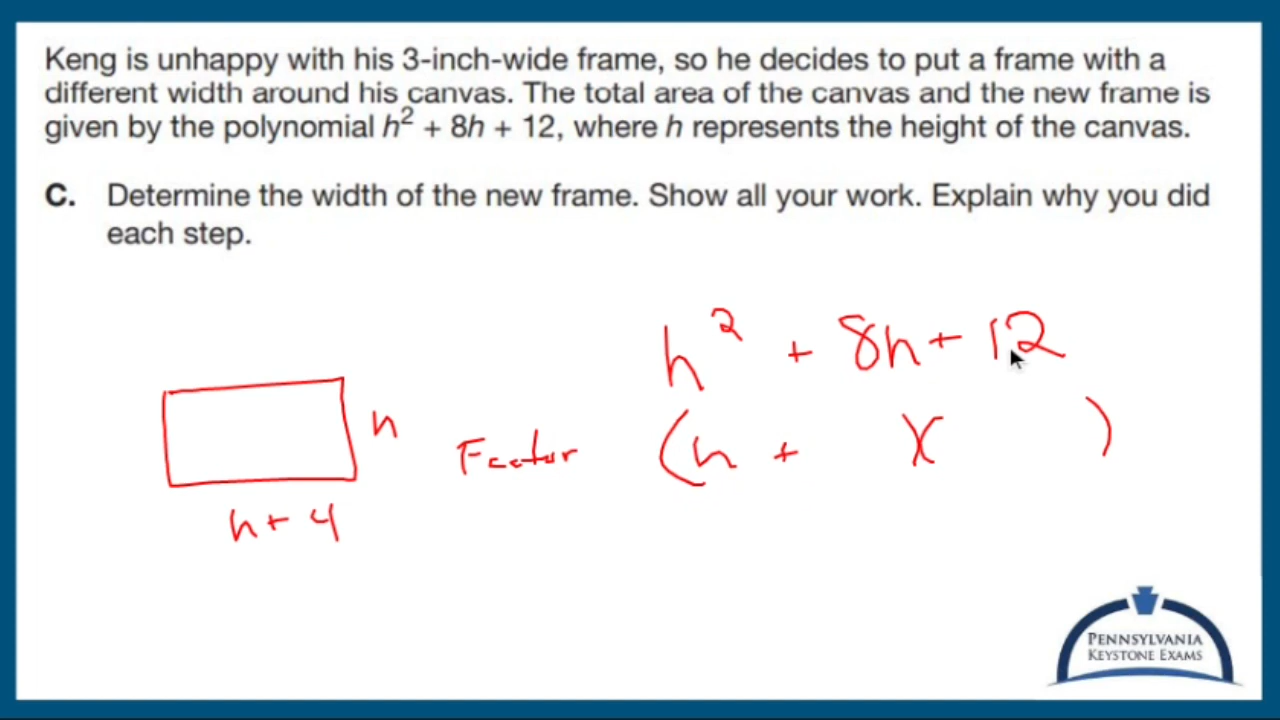 Keng is unhappy with his 3-inch-wide frame, so he decides to put a frame with a
different width around his canvas. The total area of the canvas and the new frame is
given by the polynomial h² + 8h + 12, where h represents the height of the canvas.
C. Determine the width of the new frame. Show all your work. Explain why you did
each step.
h² + 8h + 12
h
Factor (h + )( )
h + 4
PENNSYLVANIA
KEYSTONE EXAMS